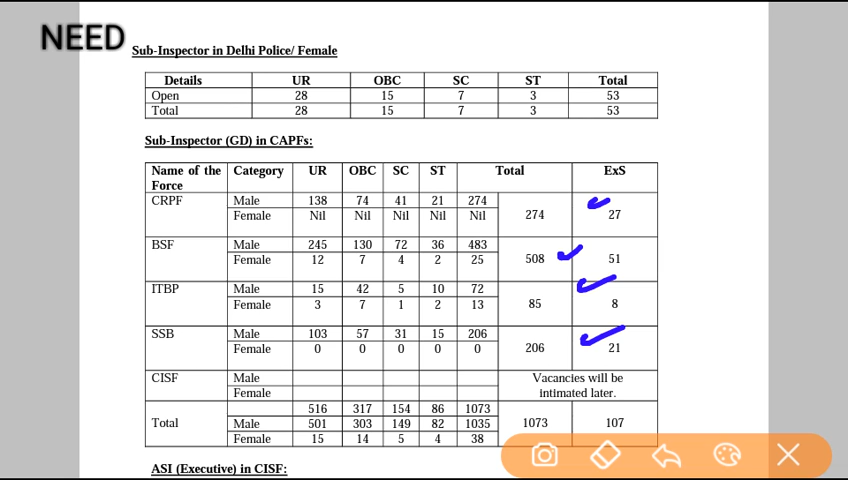 NEED
Sub-Inspector in Delhi Police/ Female
Details UR OBC SC ST Total
Open 28 15 7 3 53
Total 28 15 7 3 53
Sub-Inspector (GD) in CAPFs:
Name of the Force Category UR OBC SC ST Total ExS
CRPF Male 138 74 41 21 274
Female Nil Nil Nil Nil Nil 274 27
BSF Male 245 130 72 36 483
Female 12 7 4 2 25 508 51
ITBP Male 15 42 5 10 72
Female 3 7 1 2 13 85 8
SSB Male 103 57 31 15 206
Female 0 0 0 0 0 206 21
CISF Male Vacancies will be
Female intimated later.
516 317 154 86 1073
Total Male 501 303 149 82 1035 1073 107
Female 15 14 5 4 38
ASI (Executive) in CISF: